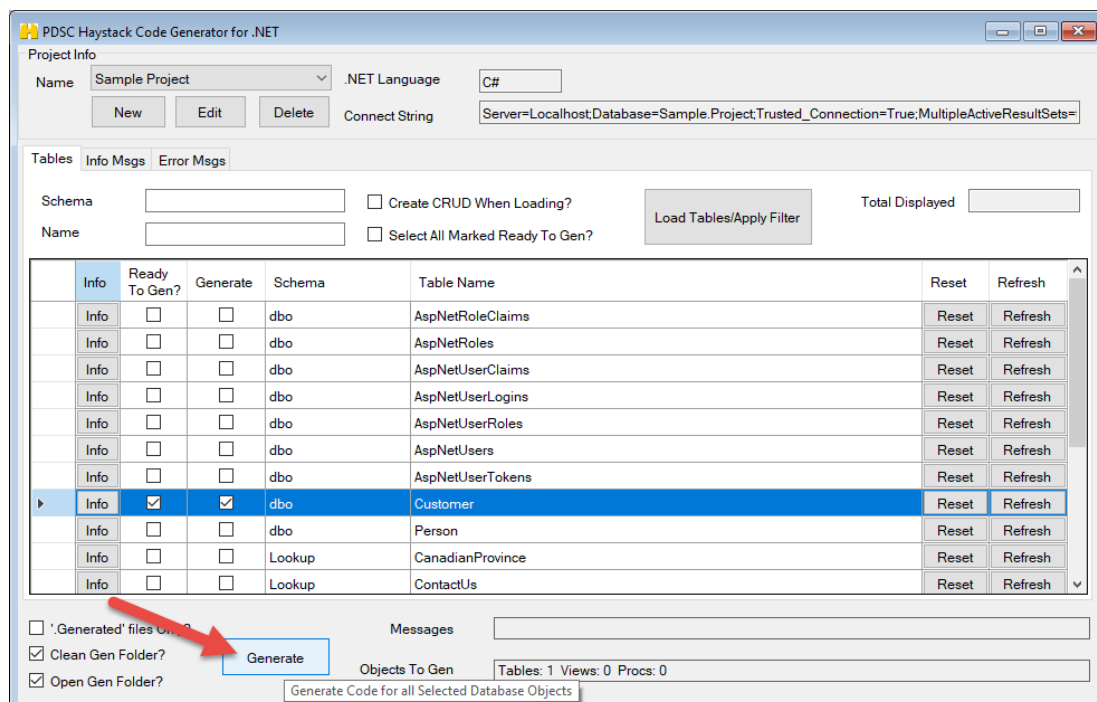 PDSC Haystack Code Generator for .NET
Project Info
Name Sample Project .NET Language C#
New Edit Delete Connect String Server=Localhost;Database=Sample.Project;Trusted_Connection=True;MultipleActiveResultSets=
Tables Info Msgs Error Msgs
Schema Create CRUD When Loading? Load Tables/Apply Filter Total Displayed
Name Select All Marked Ready To Gen?
Info Ready To Gen? Generate Schema Table Name Reset Refresh
Info dbo AspNetRoleClaims Reset Refresh
Info dbo AspNetRoles Reset Refresh
Info dbo AspNetUserClaims Reset Refresh
Info dbo AspNetUserLogins Reset Refresh
Info dbo AspNetUserRoles Reset Refresh
Info dbo AspNetUsers Reset Refresh
Info dbo AspNetUserTokens Reset Refresh
Info dbo Customer Reset Refresh
Info dbo Person Reset Refresh
Info Lookup CanadianProvince Reset Refresh
Info Lookup ContactUs Reset Refresh
'.Generated' files Messages
Clean Gen Folder? Generate
Open Gen Folder? Objects To Gen Tables: 1 Views: 0 Procs: 0
Generate Code for all Selected Database Objects